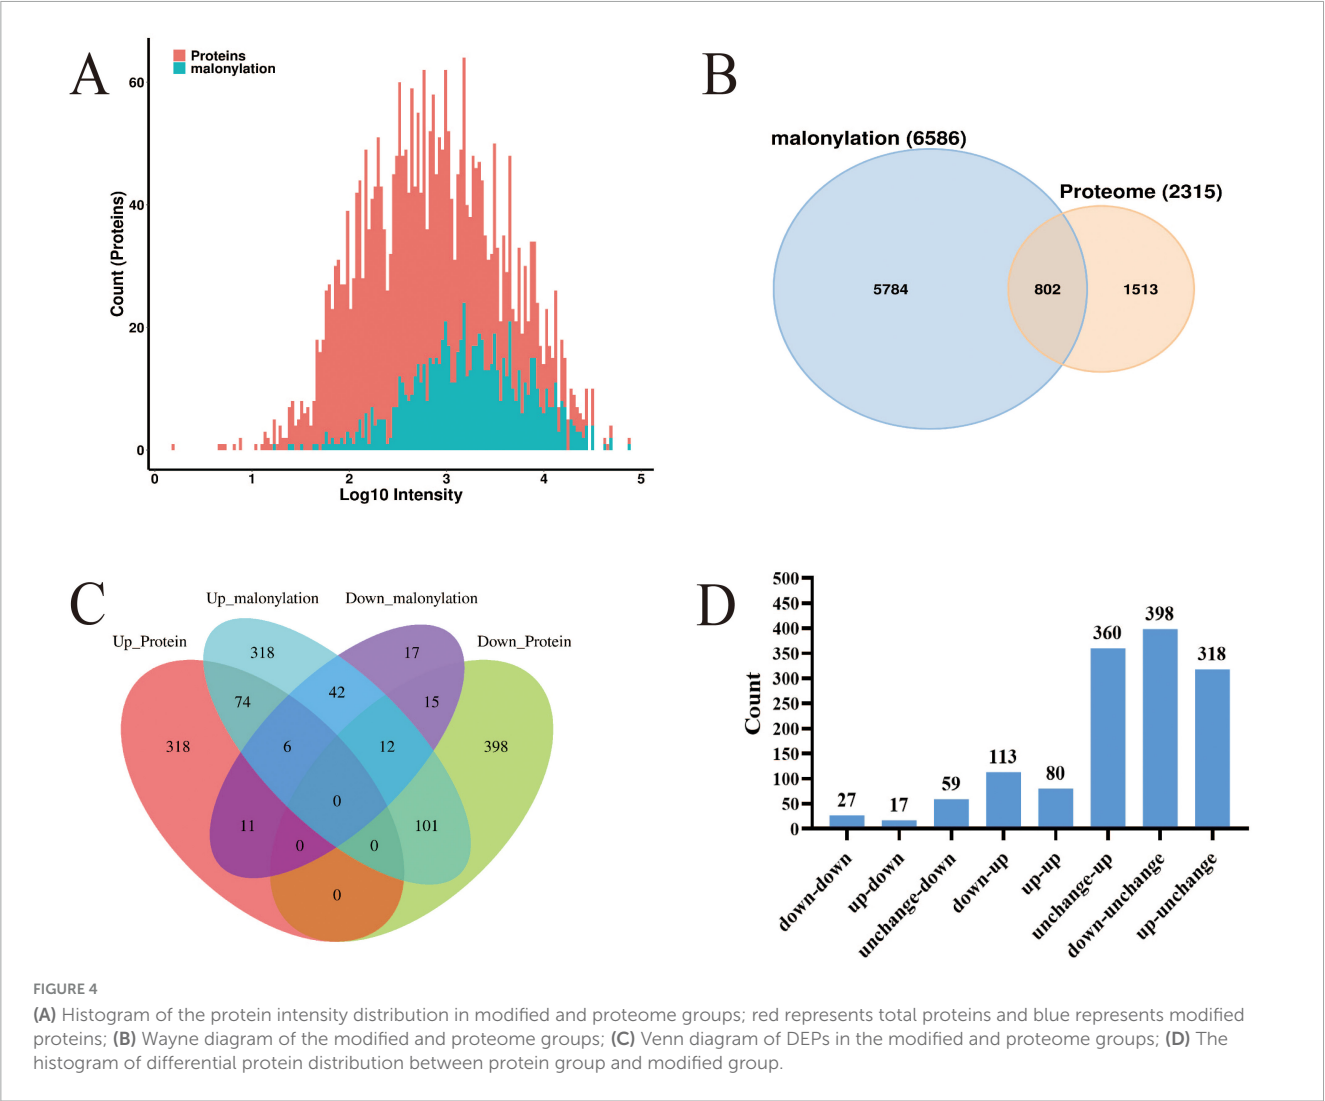 A
Proteins
malonylation
60
40
20
0
Count (Proteins)
0 1 2 3 4 5
Log10 Intensity
B
malonylation (6586)
Proteome (2315)
5784 802 1513
C
Up_malonylation Down_malonylation
Up_Protein Down_Protein
318 17
74 42 15
318 6 12 398
0
11 101
0 0
0
D
500
450
400
350
300
250
200
150
100
50
0
Count
27 17 59 113 80 360 398 318
down-down
up-down
unchange-down
down-up
up-up
unchange-up
down-unchange
up-unchange
FIGURE 4
(A) Histogram of the protein intensity distribution in modified and proteome groups; red represents total proteins and blue represents modified
proteins; (B) Wayne diagram of the modified and proteome groups; (C) Venn diagram of DEPs in the modified and proteome groups; (D) The
histogram of differential protein distribution between protein group and modified group.